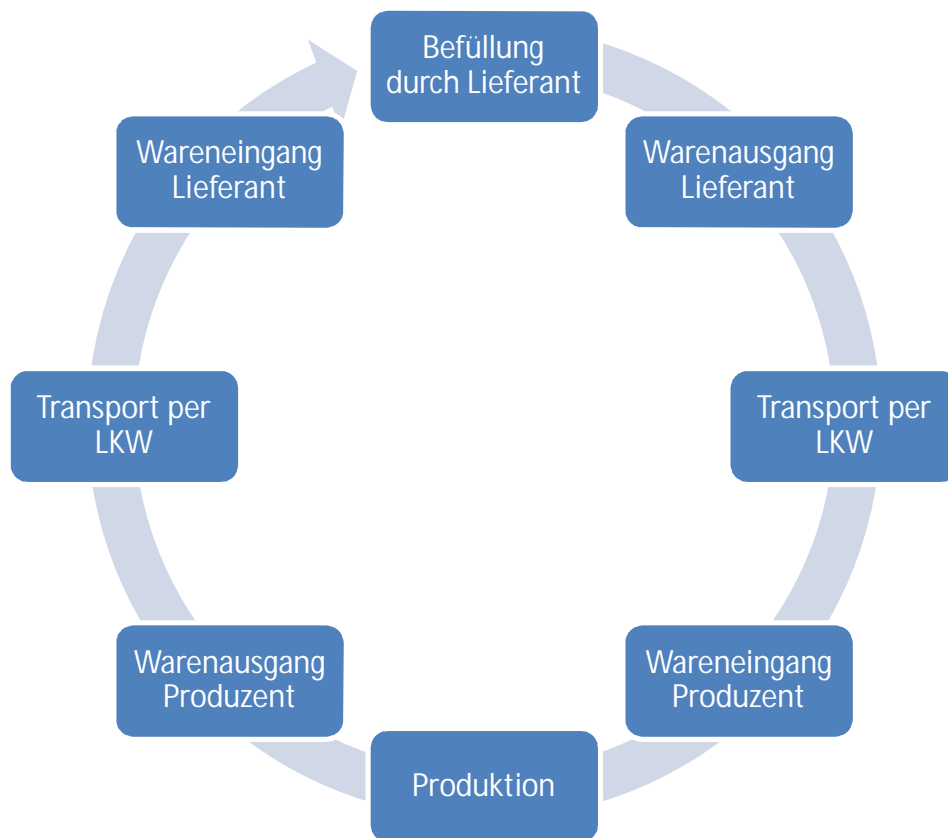 Befüllung
durch Lieferant
Warenausgang
Lieferant
Transport per
LKW
Wareneingang
Produzent
Produktion
Warenausgang
Produzent
Transport per
LKW
Wareneingang
Lieferant